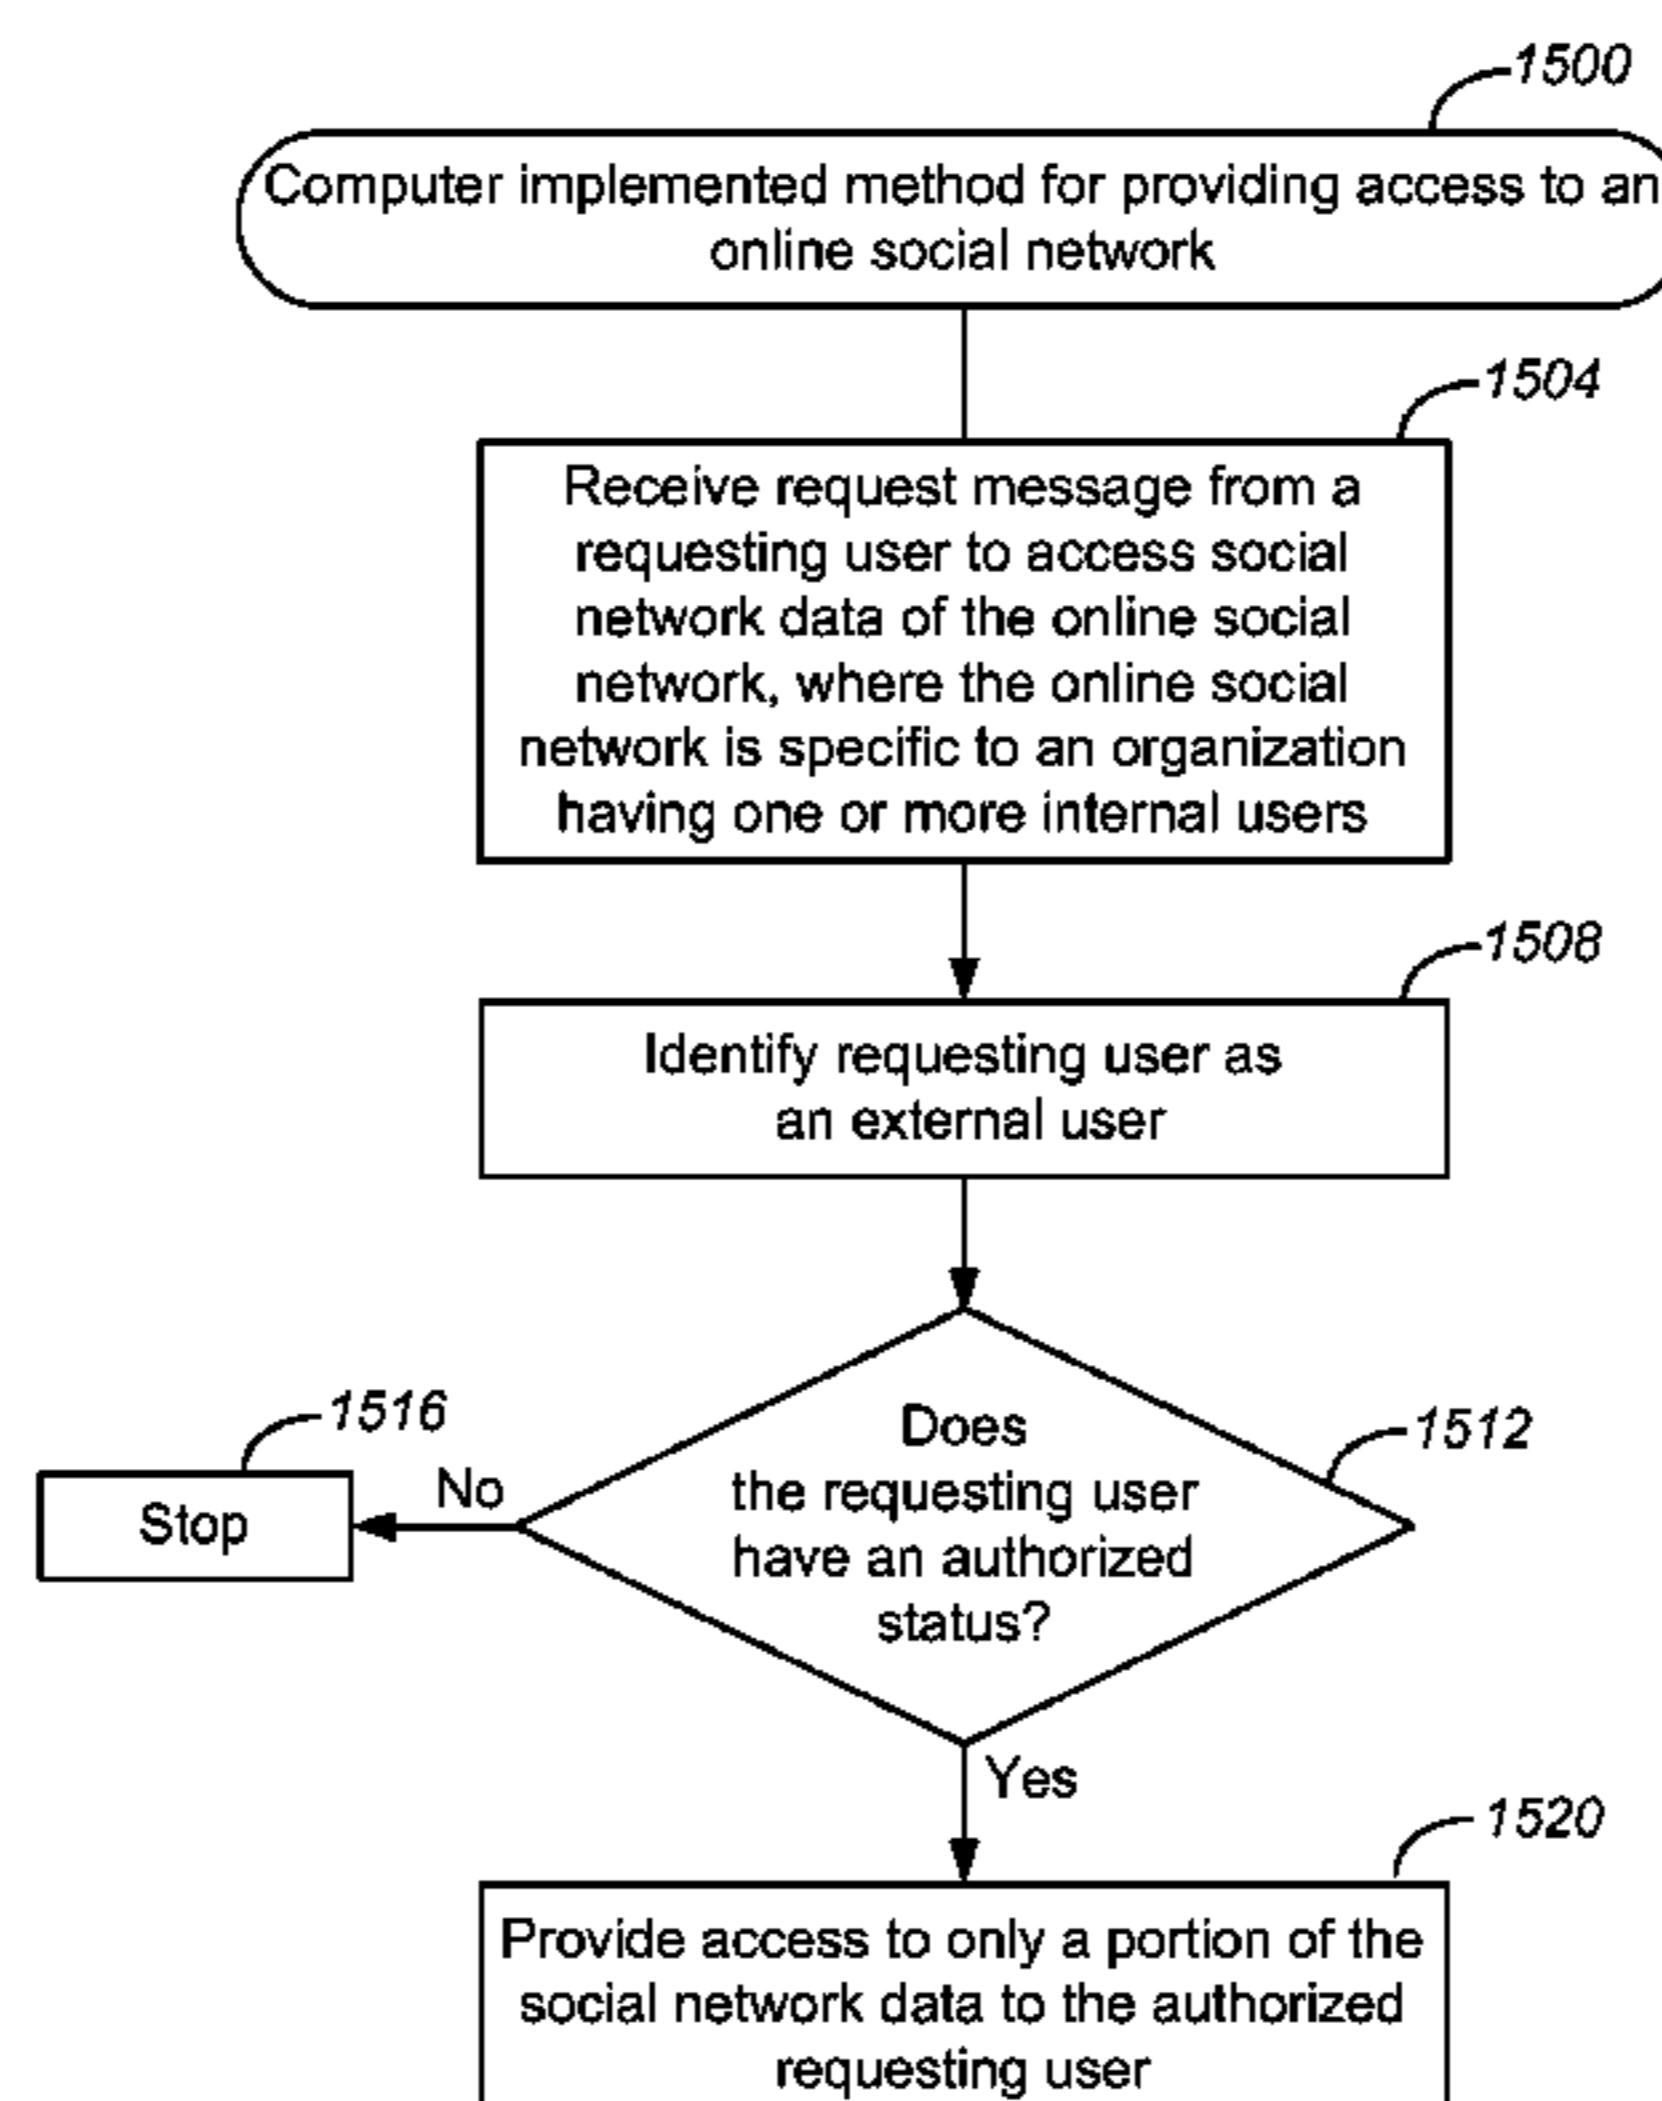 1500
Computer implemented method for providing access to an
online social network
1504
Receive request message from a
requesting user to access social
network data of the online social
network, where the online social
network is specific to an organization
having one or more internal users
1508
Identify requesting user as
an external user
1516
1512
Does
the requesting user
have an authorized
status?
No
Stop
Yes
1520
Provide access to only a portion of the
social network data to the authorized
requesting user